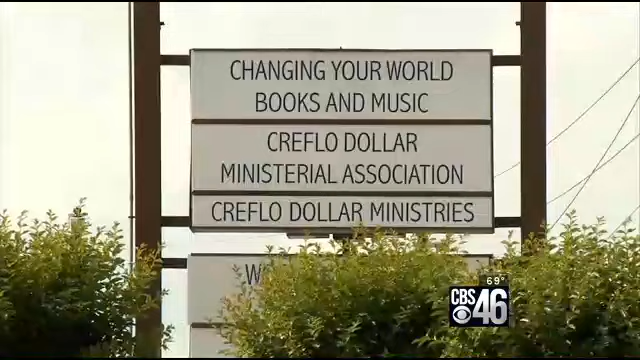 CHANGING YOUR WORLD
BOOKS AND MUSIC
CREFLO DOLLAR
MINISTERIAL ASSOCIATION
CREFLO DOLLAR MINISTRIES
69°
CBS 46